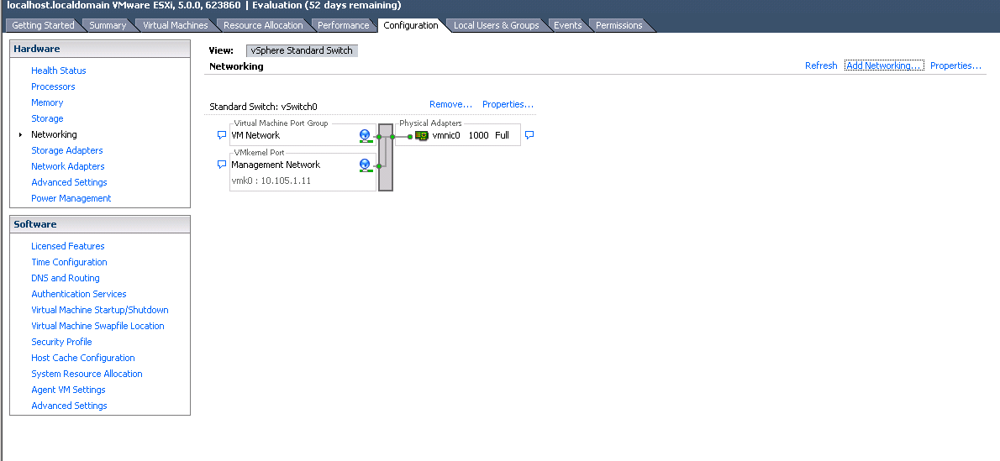 localhost.localdomain VMware ESXi, 5.0.0, 623860 | Evaluation (52 days remaining)
Getting Started Summary Virtual Machines Resource Allocation Performance Configuration Local Users & Groups Events Permissions
Hardware
Health Status
Processors
Memory
Storage
Networking
Storage Adapters
Network Adapters
Advanced Settings
Power Management
Software
Licensed Features
Time Configuration
DNS and Routing
Authentication Services
Virtual Machine Startup/Shutdown
Virtual Machine Swapfile Location
Security Profile
Host Cache Configuration
System Resource Allocation
Agent VM Settings
Advanced Settings
View: vSphere Standard Switch
Networking Refresh Add Networking... Properties...
Standard Switch: vSwitch0 Remove... Properties...
Virtual Machine Port Group Physical Adapters
VM Network vmnic0 1000 Full
VMkernel Port
Management Network
vmk0 : 10.105.1.11